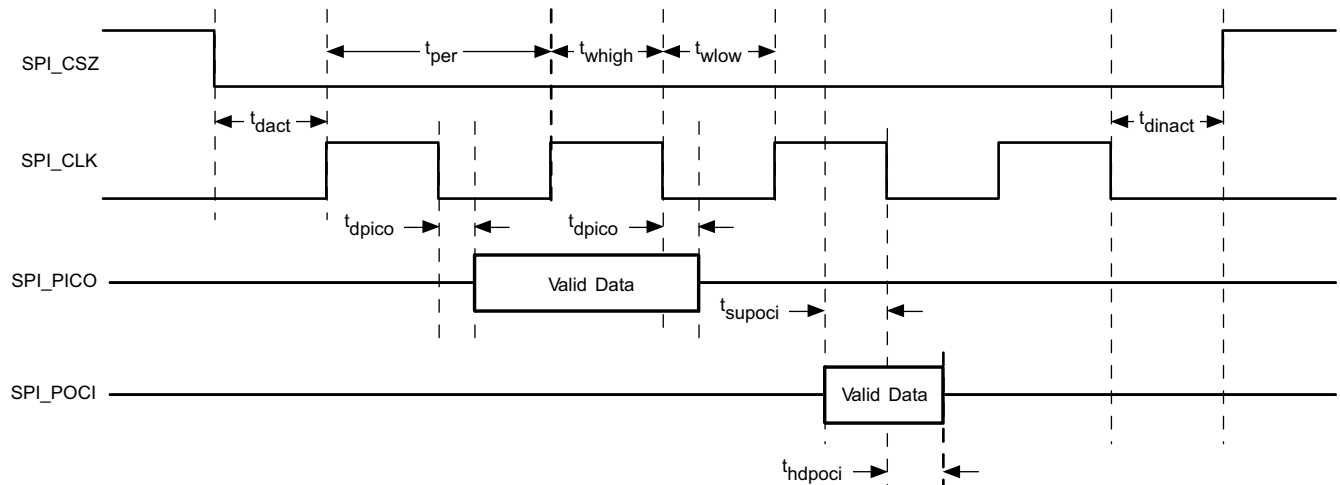 t_per
t_whigh
t_wlow
SPI_CSZ
t_dact
t_dinact
SPI_CLK
t_dpico
t_dpico
SPI_PICO
Valid Data
t_supoci
SPI_POCI
Valid Data
t_hdpoci